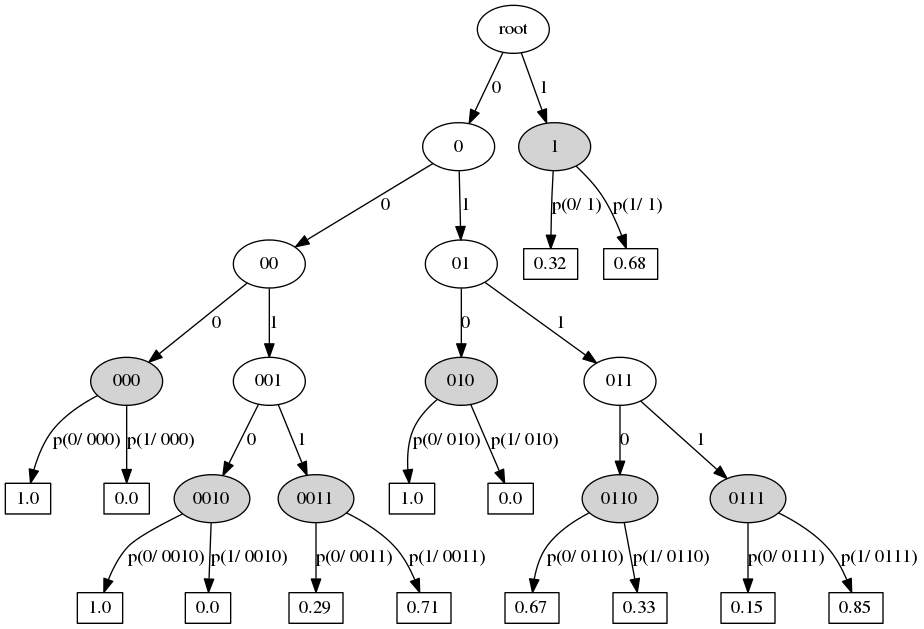 root
0 1
0 1
0 1 p(0/ 1) p(1/ 1)
00 01 0.32 0.68
0 1 0 1
000 001 010 011
p(0/ 000) p(1/ 000) 0 1 p(0/ 010) p(1/ 010) 0 1
1.0 0.0 0010 0011 1.0 0.0 0110 0111
p(0/ 0010) p(1/ 0010) p(0/ 0011) p(1/ 0011) p(0/ 0110) p(1/ 0110) p(0/ 0111) p(1/ 0111)
1.0 0.0 0.29 0.71 0.67 0.33 0.15 0.85